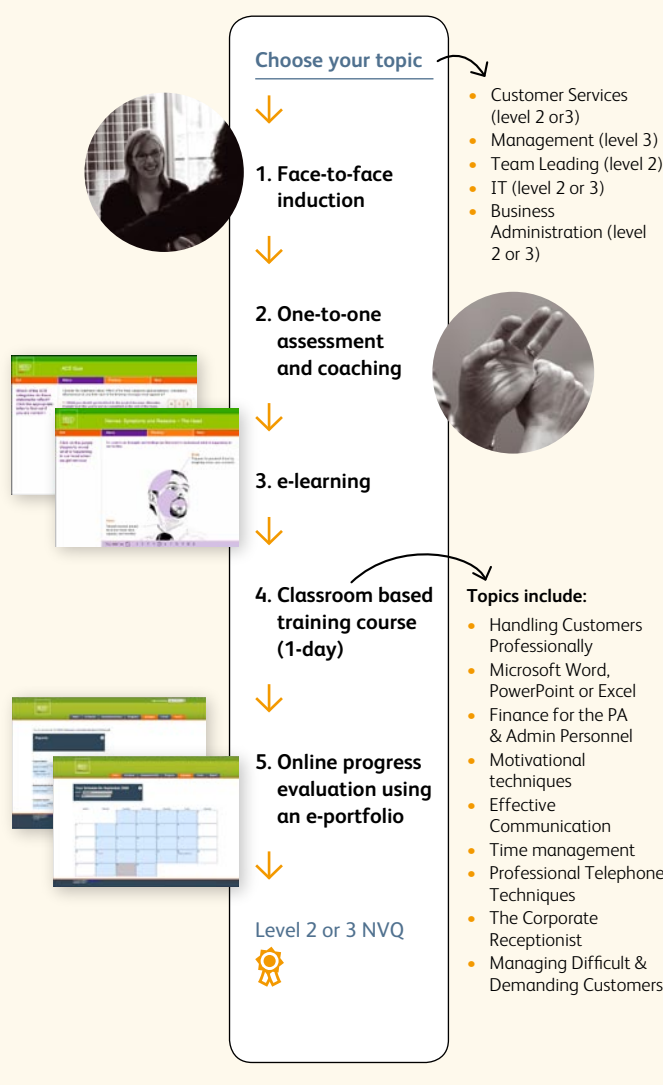 Choose your topic
Customer Services
(level 2 or3)
Management (level 3)
Team Leading (level 2)
IT (level 2 or 3)
Business
Administration (level
2 or 3)
1. Face-to-face
induction
2. One-to-one
assessment
and coaching
3. e-learning
4. Classroom based
training course
(1-day)
Topics include:
Handling Customers
Professionally
Microsoft Word,
PowerPoint or Excel
Finance for the PA
& Admin Personnel
Motivational
techniques
Effective
Communication
Time management
Professional Telephone
Techniques
The Corporate
Receptionist
Managing Difficult &
Demanding Customers
5. Online progress
evaluation using
an e-portfolio
Level 2 or 3 NVQ